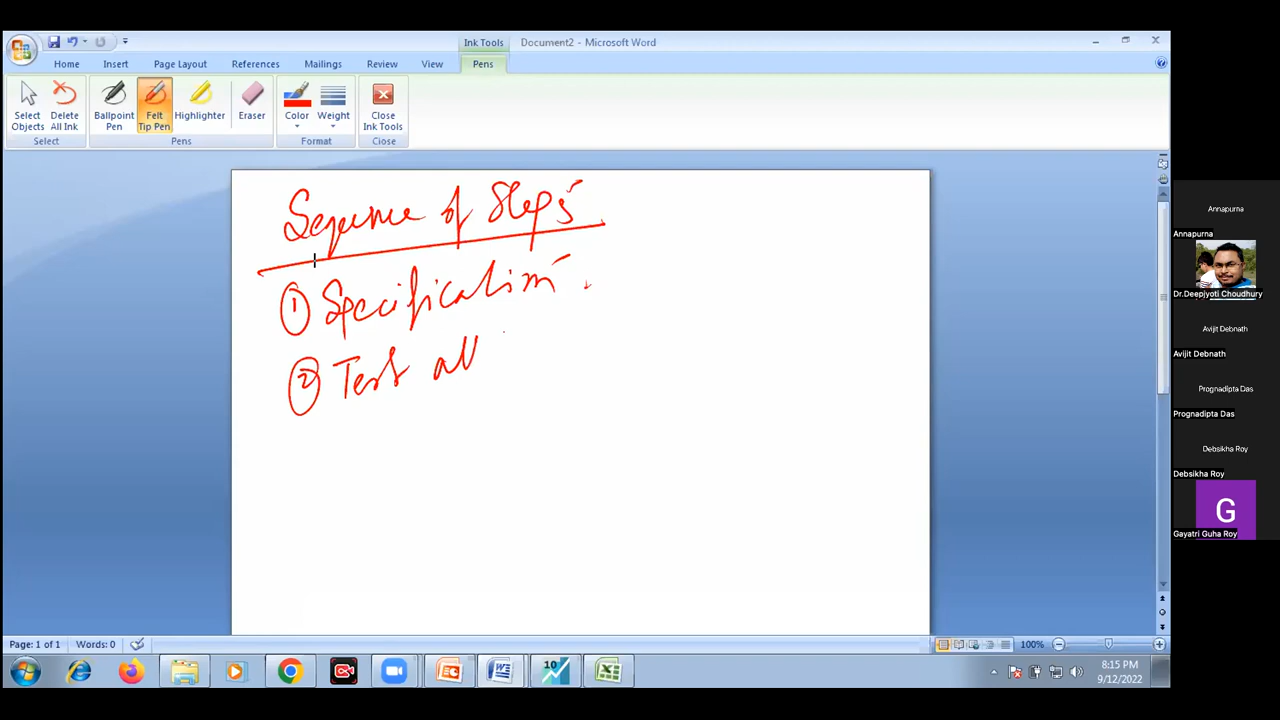 Ink Tools
Document2 - Microsoft Word
Home Insert Page Layout References Mailings Review View Pens
Select Objects
Delete All Ink
Ballpoint Pen
Felt Tip Pen
Highlighter
Eraser
Color
Weight
Close Ink Tools
Select Pens Format Close
Sequence of Steps
1 Specification
2 Test all
Annapurna
Annapurna
Dr.Deepjyoti Choudhury
Avijit Debnath
Avijit Debnath
Prognadipta Das
Prognadipta Das
Debsikha Roy
Debsikha Roy
G
Gayatri Guha Roy
Page: 1 of 1 Words: 0 100%
10
8:15 PM
9/12/2022